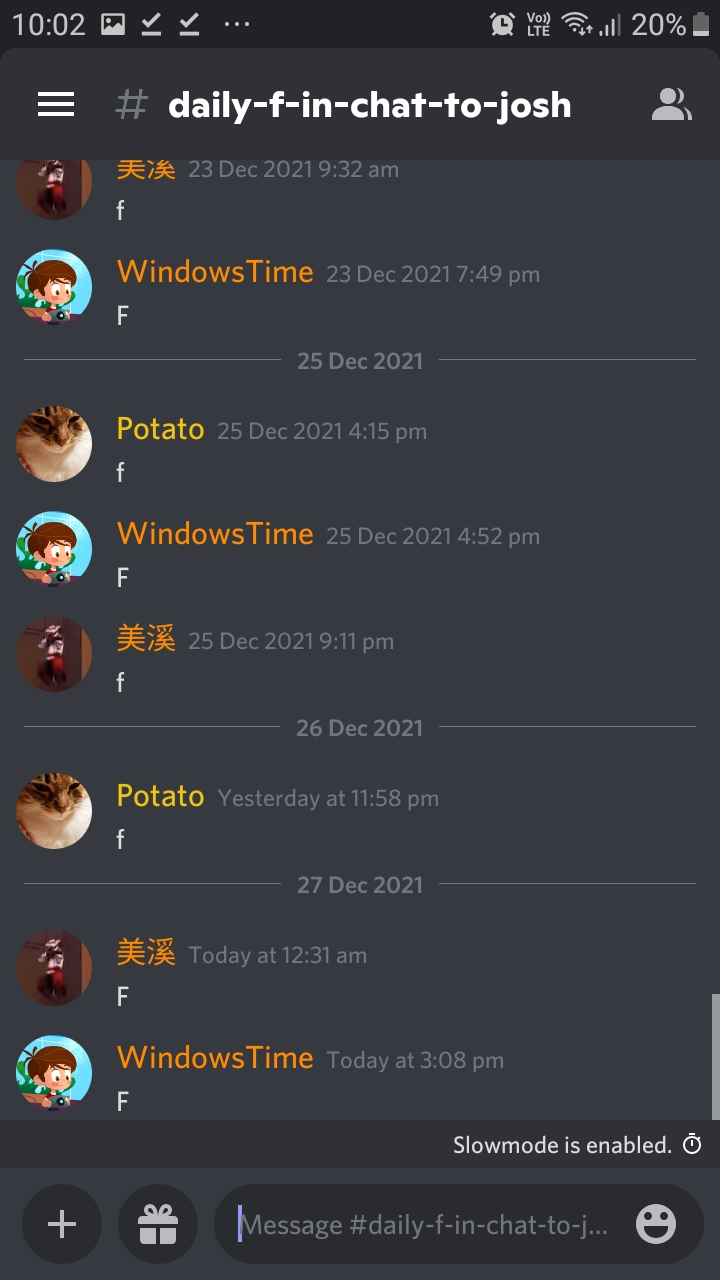 10:02 Vo)) LTE 20%
# daily-f-in-chat-to-josh
美溪 23 Dec 2021 9:32 am
f
WindowsTime 23 Dec 2021 7:49 pm
F
25 Dec 2021
Potato 25 Dec 2021 4:15 pm
f
WindowsTime 25 Dec 2021 4:52 pm
F
美溪 25 Dec 2021 9:11 pm
f
26 Dec 2021
Potato Yesterday at 11:58 pm
f
27 Dec 2021
美溪 Today at 12:31 am
F
WindowsTime Today at 3:08 pm
F
Slowmode is enabled.
Message #daily-f-in-chat-to-j...